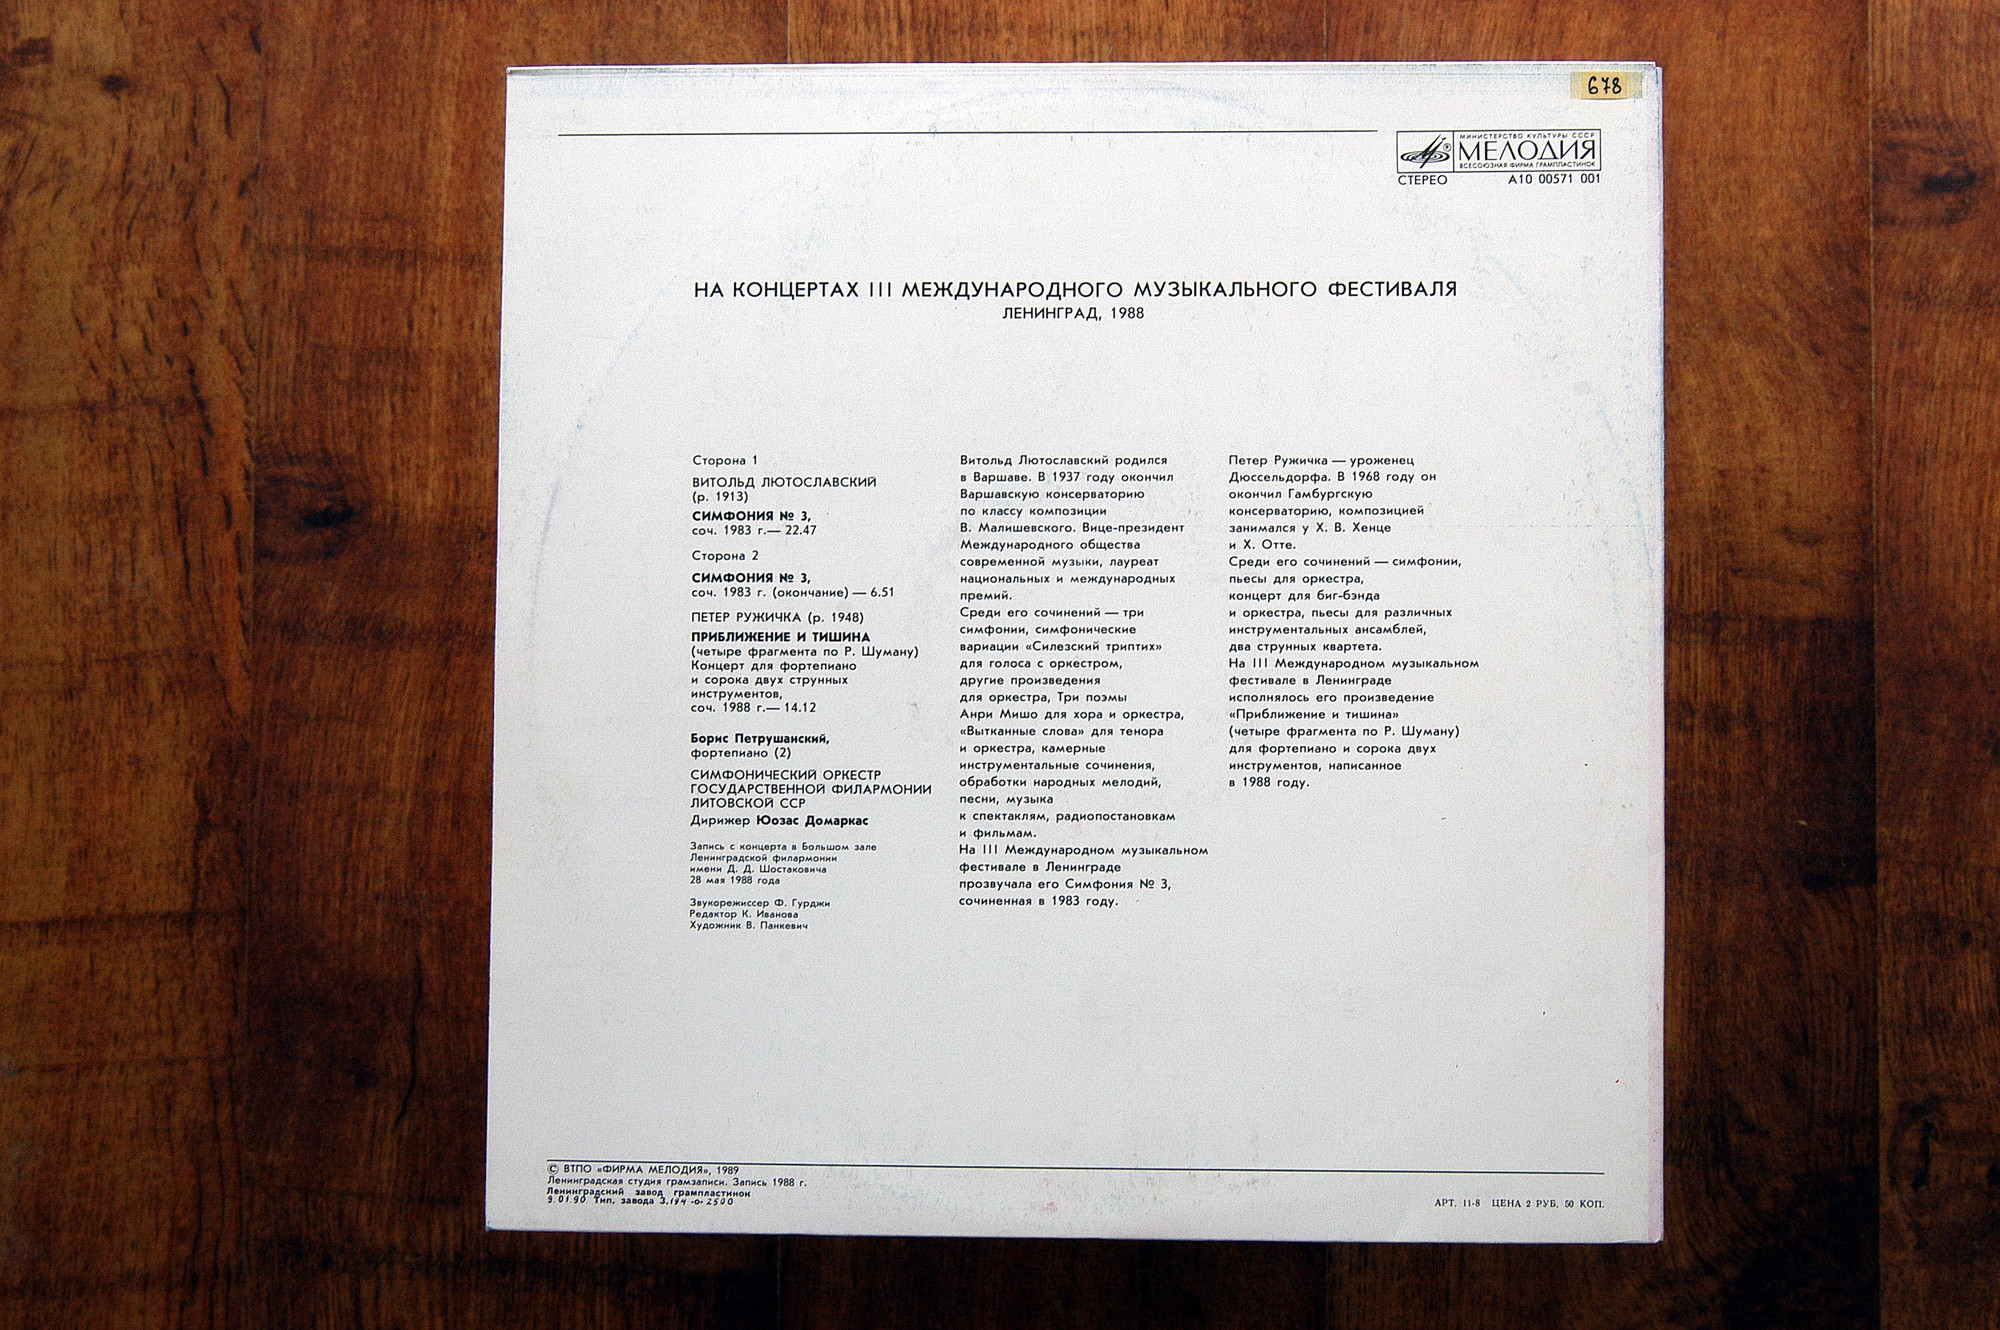 678
МИНИСТЕРСТВО КУЛЬТУРЫ СССР
МЕЛОДИЯ
ВСЕСОЮЗНАЯ ФИРМА ГРАМПЛАСТИНОК
СТЕРЕО А10 00571 001
НА КОНЦЕРТАХ III МЕЖДУНАРОДНОГО МУЗЫКАЛЬНОГО ФЕСТИВАЛЯ
ЛЕНИНГРАД, 1988
Сторона 1
ВИТОЛЬД ЛЮТОСЛАВСКИЙ
(р. 1913)
СИМФОНИЯ № 3,
соч. 1983 г.— 22.47
Сторона 2
СИМФОНИЯ № 3,
соч. 1983 г. (окончание) — 6.51
ПЕТЕР РУЖИЧКА (р. 1948)
ПРИБЛИЖЕНИЕ И ТИШИНА
(четыре фрагмента по Р. Шуману)
Концерт для фортепиано
и сорока двух струнных
инструментов,
соч. 1988 г.— 14.12
Борис Петрушанский,
фортепиано (2)
СИМФОНИЧЕСКИЙ ОРКЕСТР
ГОСУДАРСТВЕННОЙ ФИЛАРМОНИИ
ЛИТОВСКОЙ ССР
Дирижер Юозас Домаркас
Запись с концерта в Большом зале
Ленинградской филармонии
имени Д. Д. Шостаковича
28 мая 1988 года
Звукорежиссер Ф. Гурджи
Редактор К. Иванова
Художник В. Панкевич
Витольд Лютославский родился
в Варшаве. В 1937 году окончил
Варшавскую консерваторию
по классу композиции
В. Малишевского. Вице-президент
Международного общества
современной музыки, лауреат
национальных и международных
премий.
Среди его сочинений — три
симфонии, симфонические
вариации «Силезский триптих»
для голоса с оркестром,
другие произведения
для оркестра, Три поэмы
Анри Мишо для хора и оркестра,
«Вытканные слова» для тенора
и оркестра, камерные
инструментальные сочинения,
обработки народных мелодий,
песни, музыка
к спектаклям, радиопостановкам
и фильмам.
На III Международном музыкальном
фестивале в Ленинграде
прозвучала его Симфония № 3,
сочиненная в 1983 году.
Петер Ружичка — уроженец
Дюссельдорфа. В 1968 году он
окончил Гамбургскую
консерваторию, композицией
занимался у Х. В. Хенце
и Х. Отте.
Среди его сочинений — симфонии,
пьесы для оркестра,
концерт для биг-бэнда
и оркестра, пьесы для различных
инструментальных ансамблей,
два струнных квартета.
На III Международном музыкальном
фестивале в Ленинграде
исполнялось его произведение
«Приближение и тишина»
(четыре фрагмента по Р. Шуману)
для фортепиано и сорока двух
инструментов, написанное
в 1988 году.
© ВТПО «ФИРМА МЕЛОДИЯ», 1989
Ленинградская студия грамзаписи. Запись 1988 г.
Ленинградский завод грампластинок
9.01.90. Тип. завода З.194-о-2500
АРТ. 11-8 ЦЕНА 2 РУБ. 50 КОП.